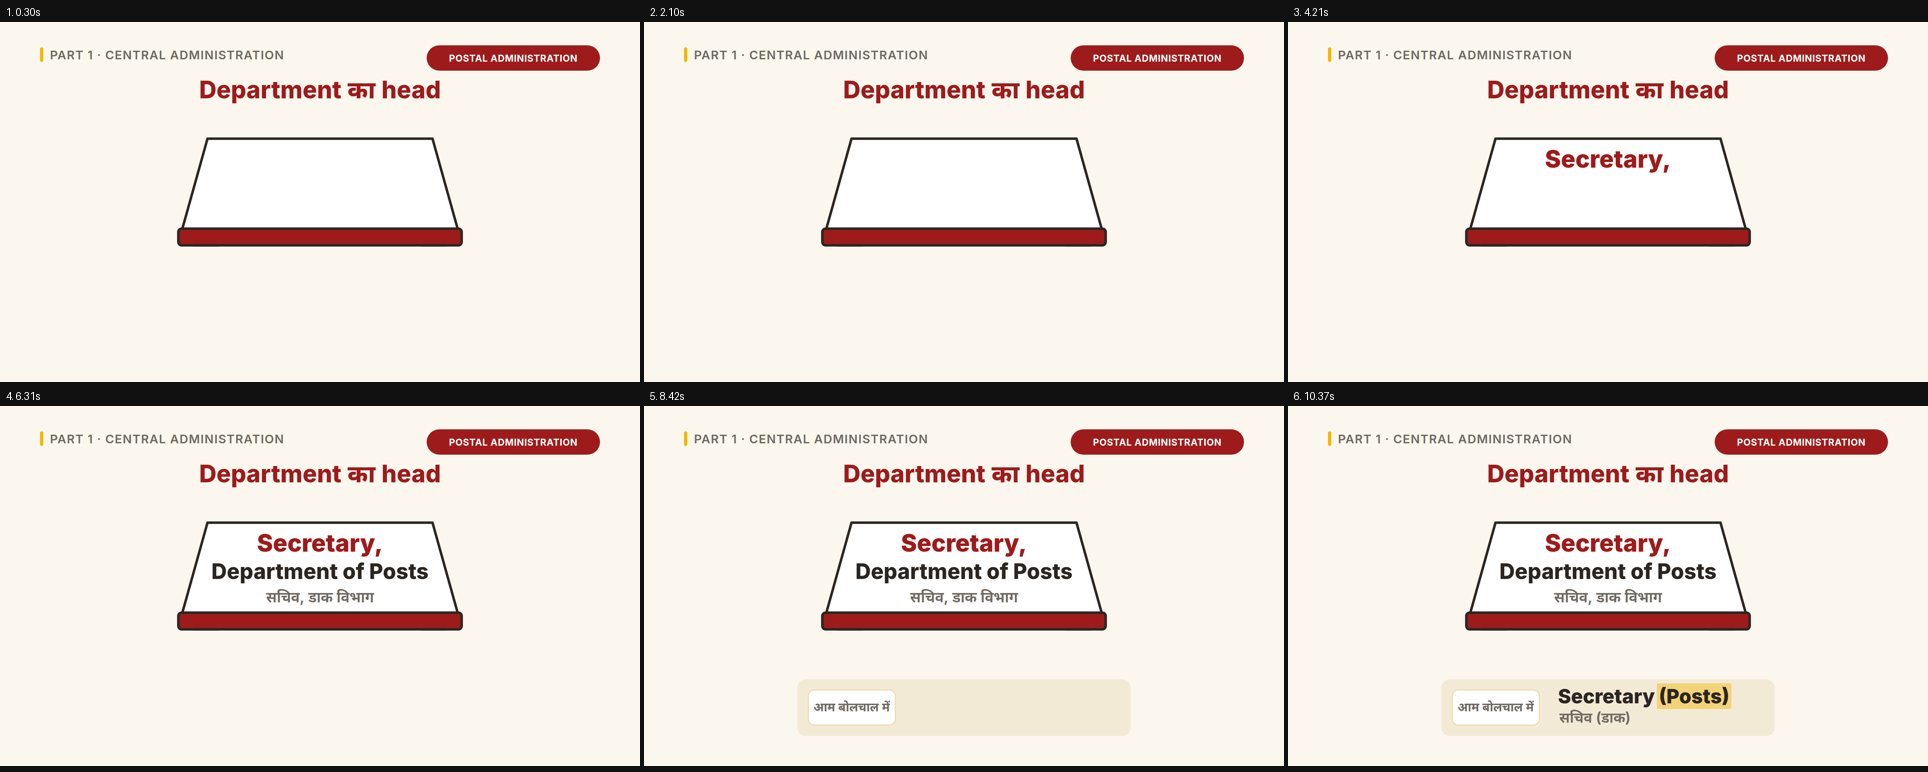 1. 0.30s
PART 1 · CENTRAL ADMINISTRATION
POSTAL ADMINISTRATION
Department का head
2. 2.10s
PART 1 · CENTRAL ADMINISTRATION
POSTAL ADMINISTRATION
Department का head
3. 4.21s
PART 1 · CENTRAL ADMINISTRATION
POSTAL ADMINISTRATION
Department का head
Secretary,
4. 6.31s
PART 1 · CENTRAL ADMINISTRATION
POSTAL ADMINISTRATION
Department का head
Secretary,
Department of Posts
सचिव, डाक विभाग
5. 8.42s
PART 1 · CENTRAL ADMINISTRATION
POSTAL ADMINISTRATION
Department का head
Secretary,
Department of Posts
सचिव, डाक विभाग
आम बोलचाल में
6. 10.37s
PART 1 · CENTRAL ADMINISTRATION
POSTAL ADMINISTRATION
Department का head
Secretary,
Department of Posts
सचिव, डाक विभाग
आम बोलचाल में
Secretary (Posts)
सचिव (डाक)